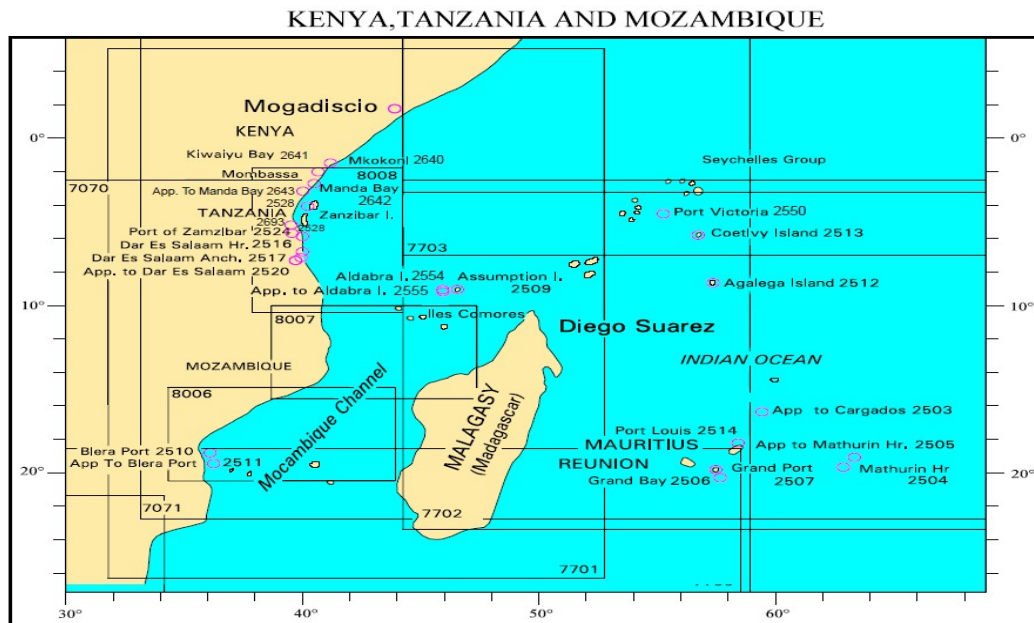 KENYA,TANZANIA AND MOZAMBIQUE
Mogadiscio
0°
KENYA
Kiwaiyu Bay 2641
Mkokonl 2640
Seychelles Group
Mombassa
8008
7070
App. To Manda Bay 2643
Manda Bay
2642
2528
TANZANIA
Zanzibar I.
Port Victoria 2550
2693
Port of Zamzlbar 2524
2528
Coetlvy Island 2513
Dar Es Salaam Hr. 2516
7703
Dar Es Salaam Anch. 2517
App. to Dar Es Salaam 2520
Aldabra I. 2554
Assumption I.
2509
App. to Aldabra I. 2555
Agalega Island 2512
10°
10°
Iles Comores
8007
Diego Suarez
INDIAN OCEAN
MOZAMBIQUE
8006
Mocambique Channel
MALAGASY
(Madagascar)
App to Cargados 2503
Port Louis 2514
MAURITIUS
App to Mathurin Hr. 2505
Blera Port 2510
App To Blera Port 2511
REUNION
Grand Port
2507
Mathurin Hr
2504
20°
20°
Grand Bay 2506
7071
7702
7701
30°
40°
50°
60°